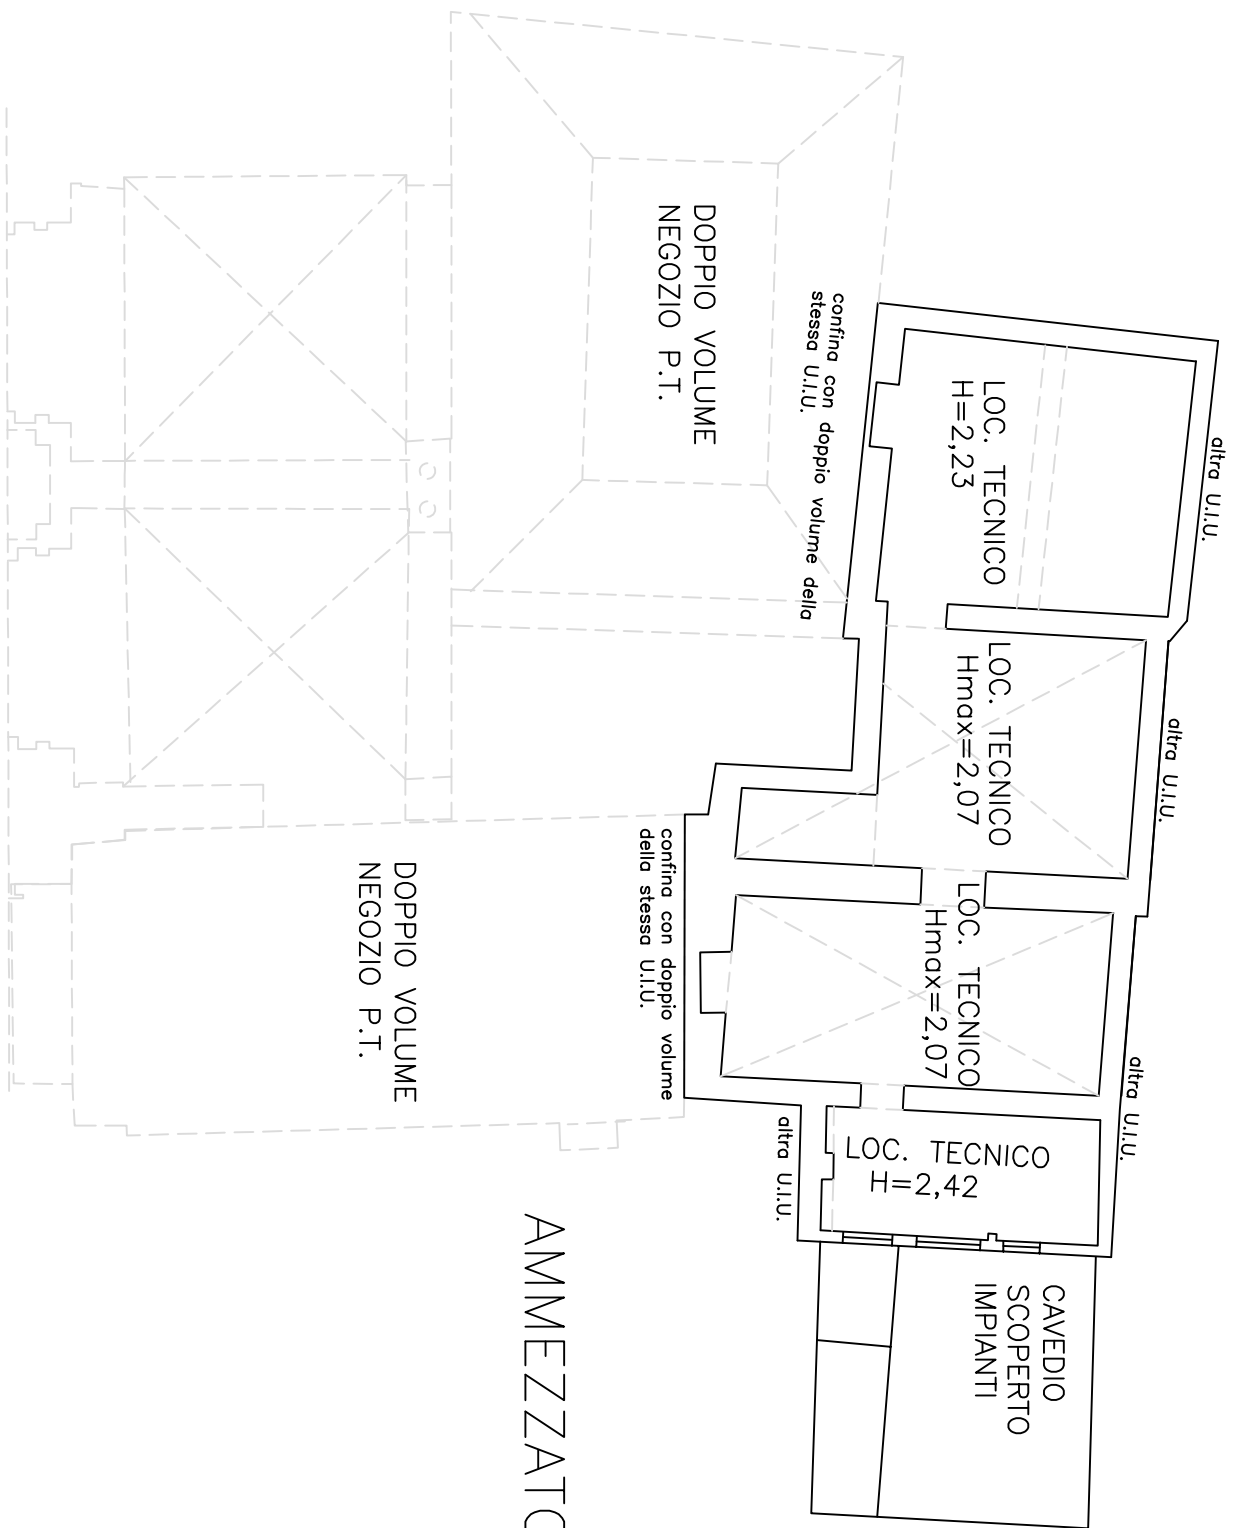 altra U.I.U.
LOC. TECNICO
H=2,23
confina con doppio volume della
stessa U.I.U.
DOPPIO VOLUME
NEGOZIO P.T.
altra U.I.U.
LOC. TECNICO
Hmax=2,07
LOC. TECNICO
Hmax=2,07
confina con doppio volume
della stessa U.I.U.
DOPPIO VOLUME
NEGOZIO P.T.
altra U.I.U.
altra U.I.U.
LOC. TECNICO
H=2,42
CAVEDIO
SCOPERTO
IMPIANTI
AMMEZZATO